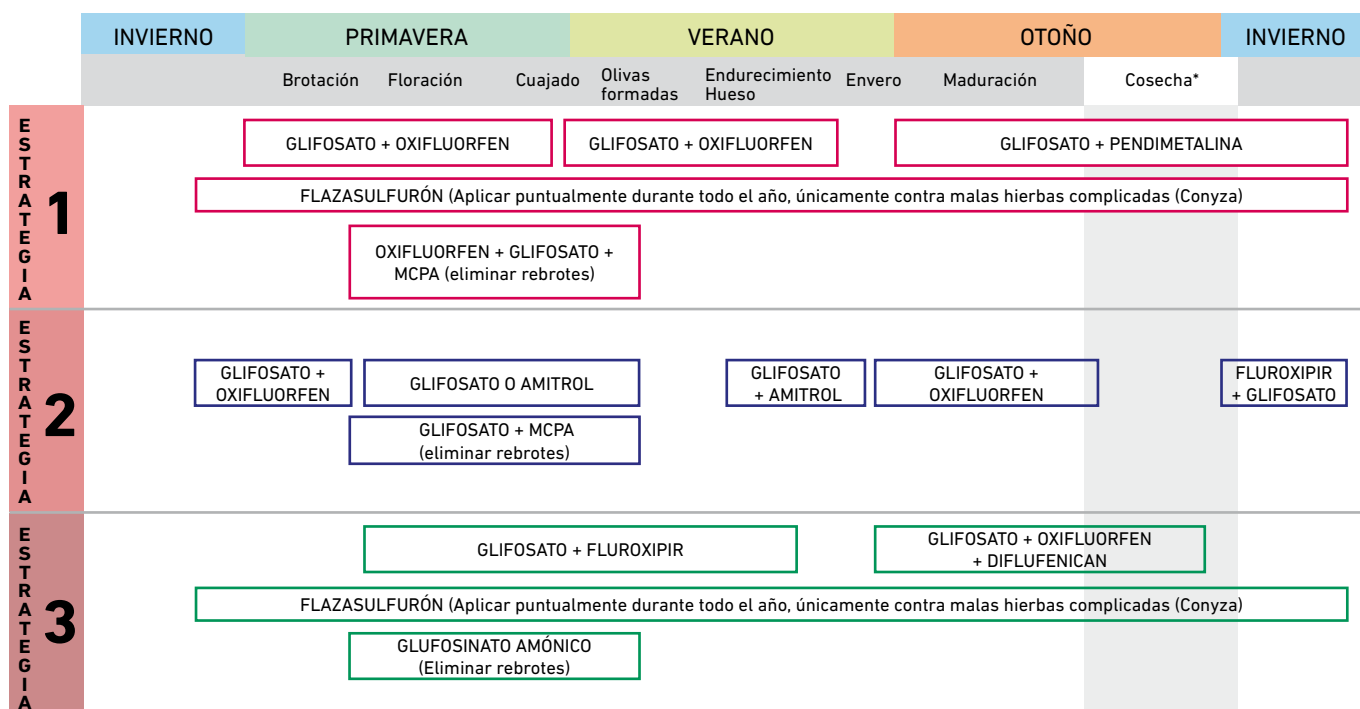 INVIERNO PRIMAVERA VERANO OTOÑO INVIERNO
Brotación Floración Cuajado Olivas formadas Endurecimiento Hueso Envero Maduración Cosecha*
ESTRATEGIA 1
GLIFOSATO + OXIFLUORFEN
GLIFOSATO + OXIFLUORFEN
GLIFOSATO + PENDIMETALINA
FLAZASULFURÓN (Aplicar puntualmente durante todo el año, únicamente contra malas hierbas complicadas (Conyza)
OXIFLUORFEN + GLIFOSATO +
MCPA (eliminar rebrotes)
ESTRATEGIA 2
GLIFOSATO +
OXIFLUORFEN
GLIFOSATO O AMITROL
GLIFOSATO
+ AMITROL
GLIFOSATO +
OXIFLUORFEN
FLUROXIPIR
+ GLIFOSATO
GLIFOSATO + MCPA
(eliminar rebrotes)
ESTRATEGIA 3
GLIFOSATO + FLUROXIPIR
GLIFOSATO + OXIFLUORFEN
+ DIFLUFENICAN
FLAZASULFURÓN (Aplicar puntualmente durante todo el año, únicamente contra malas hierbas complicadas (Conyza)
GLUFOSINATO AMÓNICO
(Eliminar rebrotes)